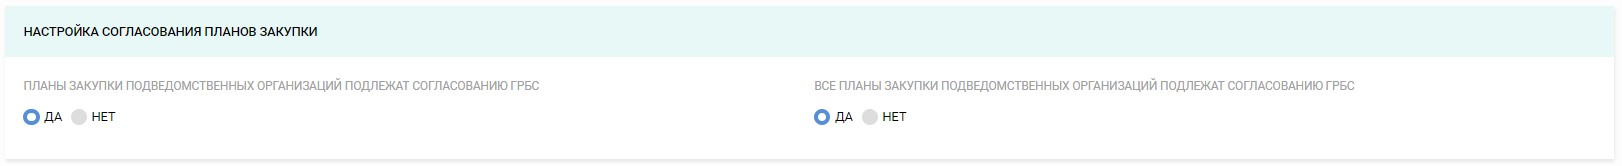 НАСТРОЙКА СОГЛАСОВАНИЯ ПЛАНОВ ЗАКУПКИ
ПЛАНЫ ЗАКУПКИ ПОДВЕДОМСТВЕННЫХ ОРГАНИЗАЦИЙ ПОДЛЕЖАТ СОГЛАСОВАНИЮ ГРБС
ДА НЕТ
ВСЕ ПЛАНЫ ЗАКУПКИ ПОДВЕДОМСТВЕННЫХ ОРГАНИЗАЦИЙ ПОДЛЕЖАТ СОГЛАСОВАНИЮ ГРБС
ДА НЕТ